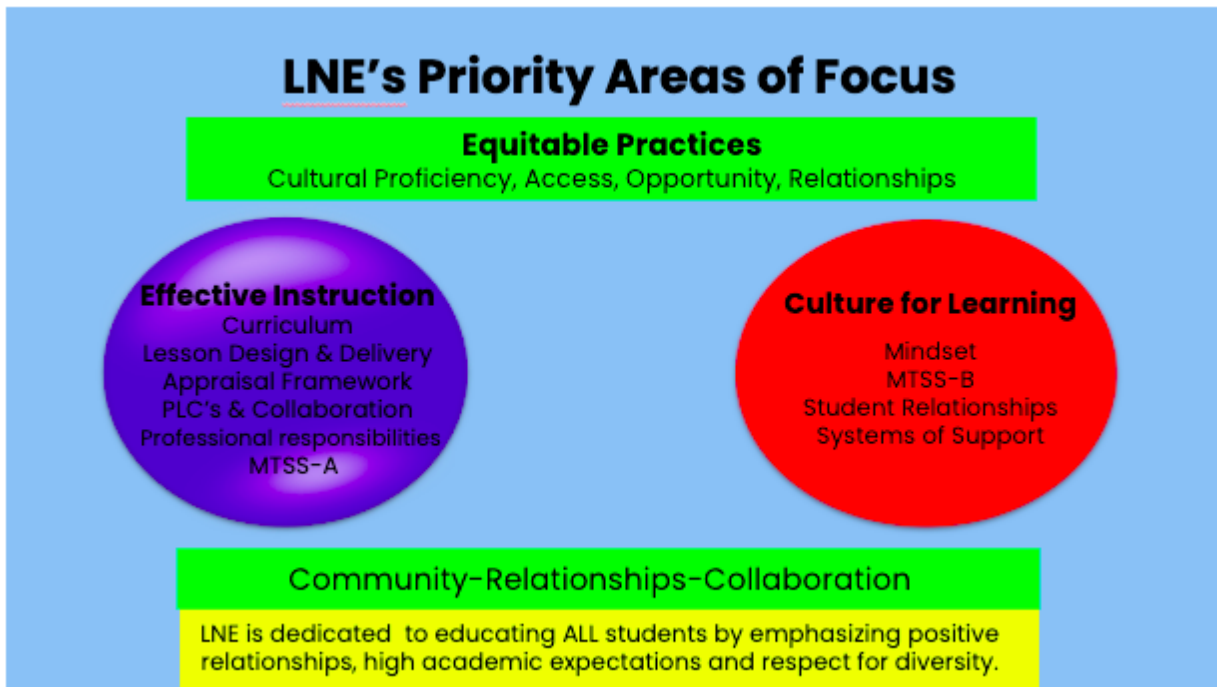 LNE’s Priority Areas of Focus
Equitable Practices
Cultural Proficiency, Access, Opportunity, Relationships
Effective Instruction
Curriculum
Lesson Design & Delivery
Appraisal Framework
PLC’s & Collaboration
Professional responsibilities
MTSS-A
Culture for Learning
Mindset
MTSS-B
Student Relationships
Systems of Support
Community-Relationships-Collaboration
LNE is dedicated  to educating ALL students by emphasizing positive
relationships, high academic expectations and respect for diversity.